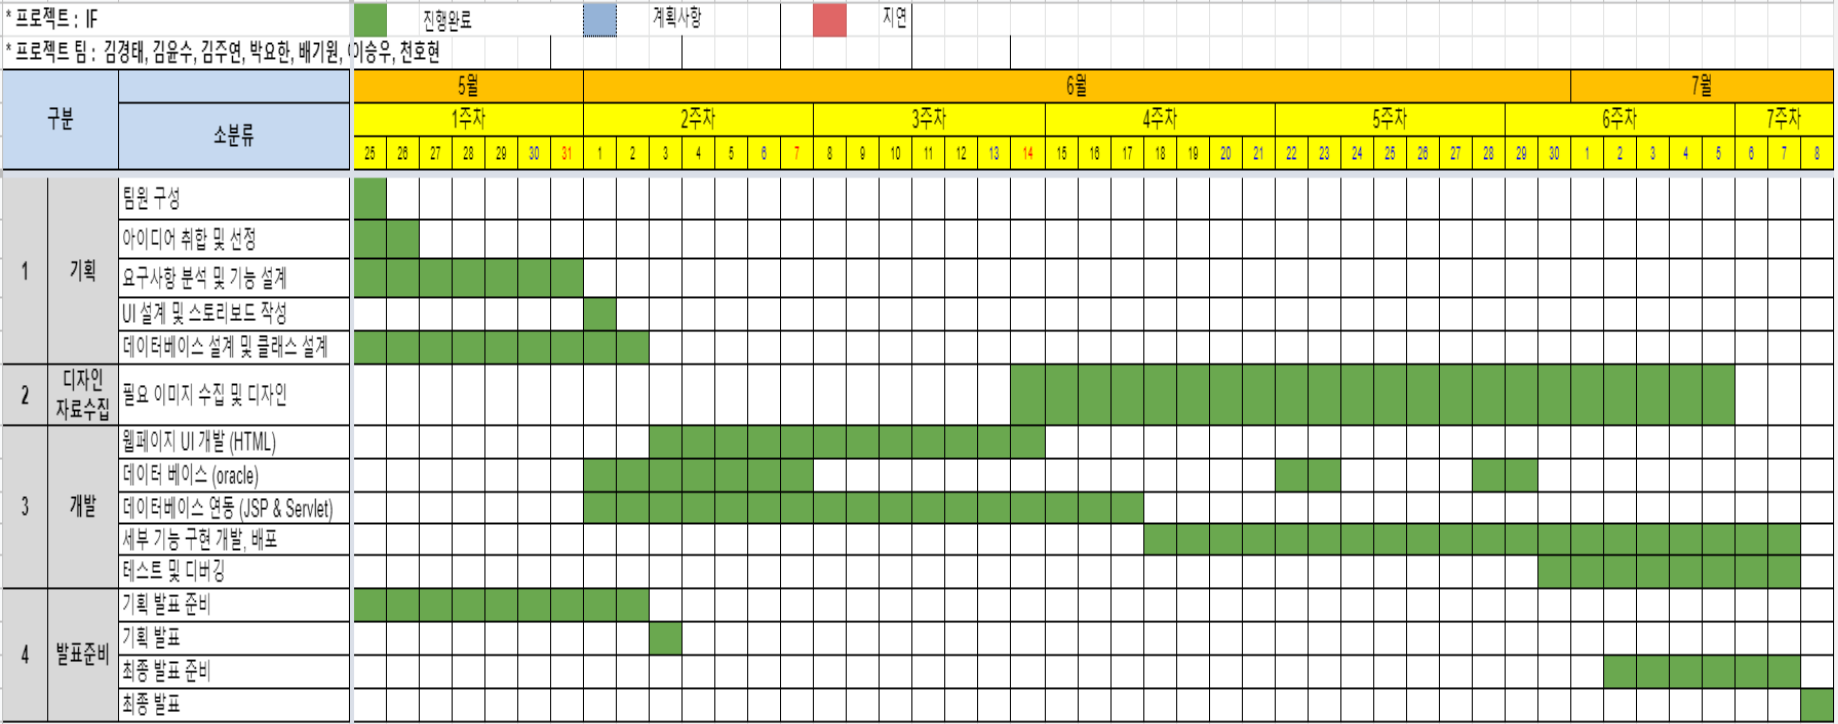 * 프로젝트 : IF 진행완료 계획사항 지연
* 프로젝트 팀 : 김경태, 김윤수, 김주연, 박요한, 배기원, 이승우, 천호현
구분 소분류 5월 6월 7월
1주차 2주차 3주차 4주차 5주차 6주차 7주차
25 26 27 28 29 30 31 1 2 3 4 5 6 7 8 9 10 11 12 13 14 15 16 17 18 19 20 21 22 23 24 25 26 27 28 29 30 1 2 3 4 5 6 7 8
1 기획
팀원 구성
아이디어 취합 및 선정
요구사항 분석 및 기능 설계
UI 설계 및 스토리보드 작성
데이터베이스 설계 및 클래스 설계
2 디자인
자료수집
필요 이미지 수집 및 디자인
3 개발
웹페이지 UI 개발 (HTML)
데이터 베이스 (oracle)
데이터베이스 연동 (JSP & Servlet)
세부 기능 구현 개발, 배포
테스트 및 디버깅
4 발표준비
기획 발표 준비
기획 발표
최종 발표 준비
최종 발표